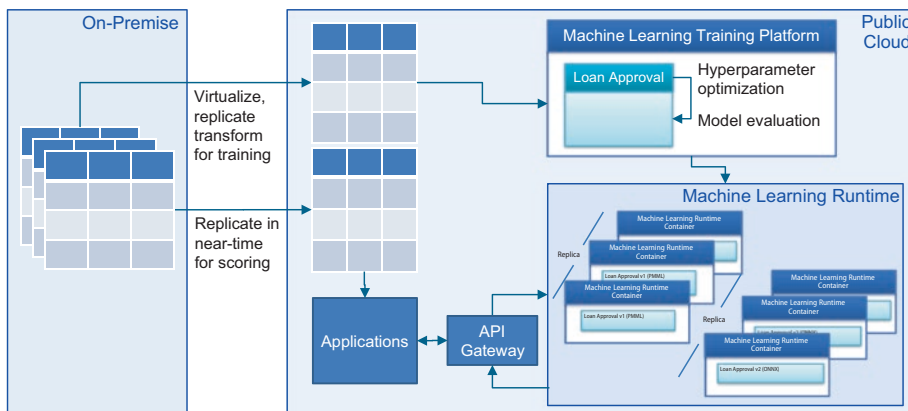 On-Premise
Public
Cloud
Machine Learning Training Platform
Loan Approval
Hyperparameter
optimization
Model evaluation
Virtualize,
replicate
transform
for training
Replicate in
near-time
for scoring
Machine Learning Runtime
Machine Learning Runtime
Container
Replica
Machine Learning Runtime
Container
Loan Approval v1 (PMML)
Machine Learning Runtime
Container
Loan Approval v1 (PMML)
Machine Learning Runtime
Container
Machine Learning Runtime
Container
Replica
Machine Learning Runtime
Container
Loan Approval v2 (ONNX)
Applications
API
Gateway